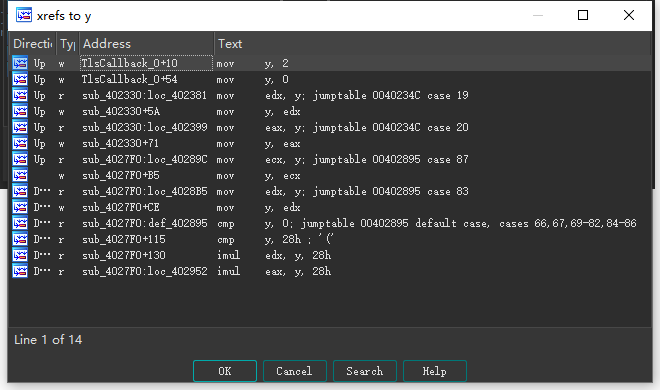 xrefs to y
Directic Typ Address Text
Up w TlsCallback_0+10 mov y, 2
Up w TlsCallback_0+54 mov y, 0
Up r sub_402330:loc_402381 mov edx, y; jumptable 0040234C case 19
Up w sub_402330+5A mov y, edx
Up r sub_402330:loc_402399 mov eax, y; jumptable 0040234C case 20
Up w sub_402330+71 mov y, eax
Up r sub_4027F0:loc_40289C mov ecx, y; jumptable 00402895 case 87
w sub_4027F0+B5 mov y, ecx
D⋯ r sub_4027F0:loc_4028B5 mov edx, y; jumptable 00402895 case 83
D⋯ w sub_4027F0+CE mov y, edx
D⋯ r sub_4027F0:def_402895 cmp y, 0; jumptable 00402895 default case, cases 66,67,69-82,84-86
D⋯ r sub_4027F0+115 cmp y, 28h ; '('
D⋯ r sub_4027F0+130 imul edx, y, 28h
D⋯ r sub_4027F0:loc_402952 imul eax, y, 28h
Line 1 of 14
OK Cancel Search Help